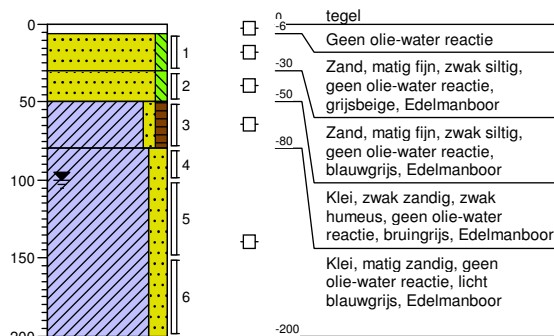 0
50
100
150
200
1
2
3
4
5
6
0
tegel
-6
Geen olie-water reactie
-30
Zand, matig fijn, zwak siltig,
geen olie-water reactie,
grijsbeige, Edelmanboor
-50
Zand, matig fijn, zwak siltig,
geen olie-water reactie,
blauwgrijs, Edelmanboor
-80
Klei, zwak zandig, zwak
humeus, geen olie-water
reactie, bruingrijs, Edelmanboor
Klei, matig zandig, geen
olie-water reactie, licht
blauwgrijs, Edelmanboor
-200